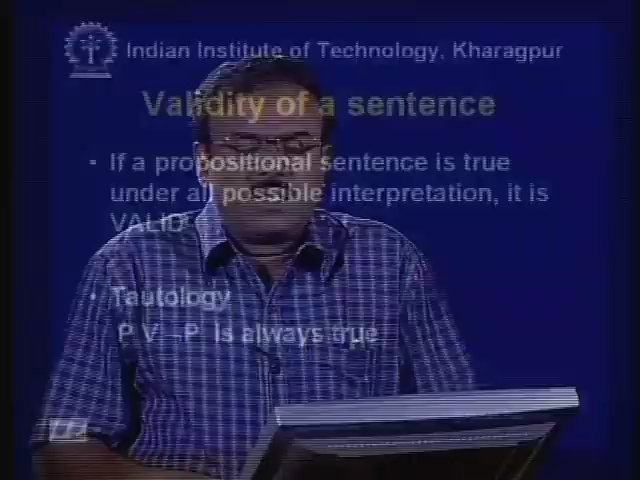 Indian Institute of Technology, Kharagpur
Validity of a sentence
• If a propositional sentence is true
under all possible interpretation, it is
VALID
• Tautology
P V ¬P is always true